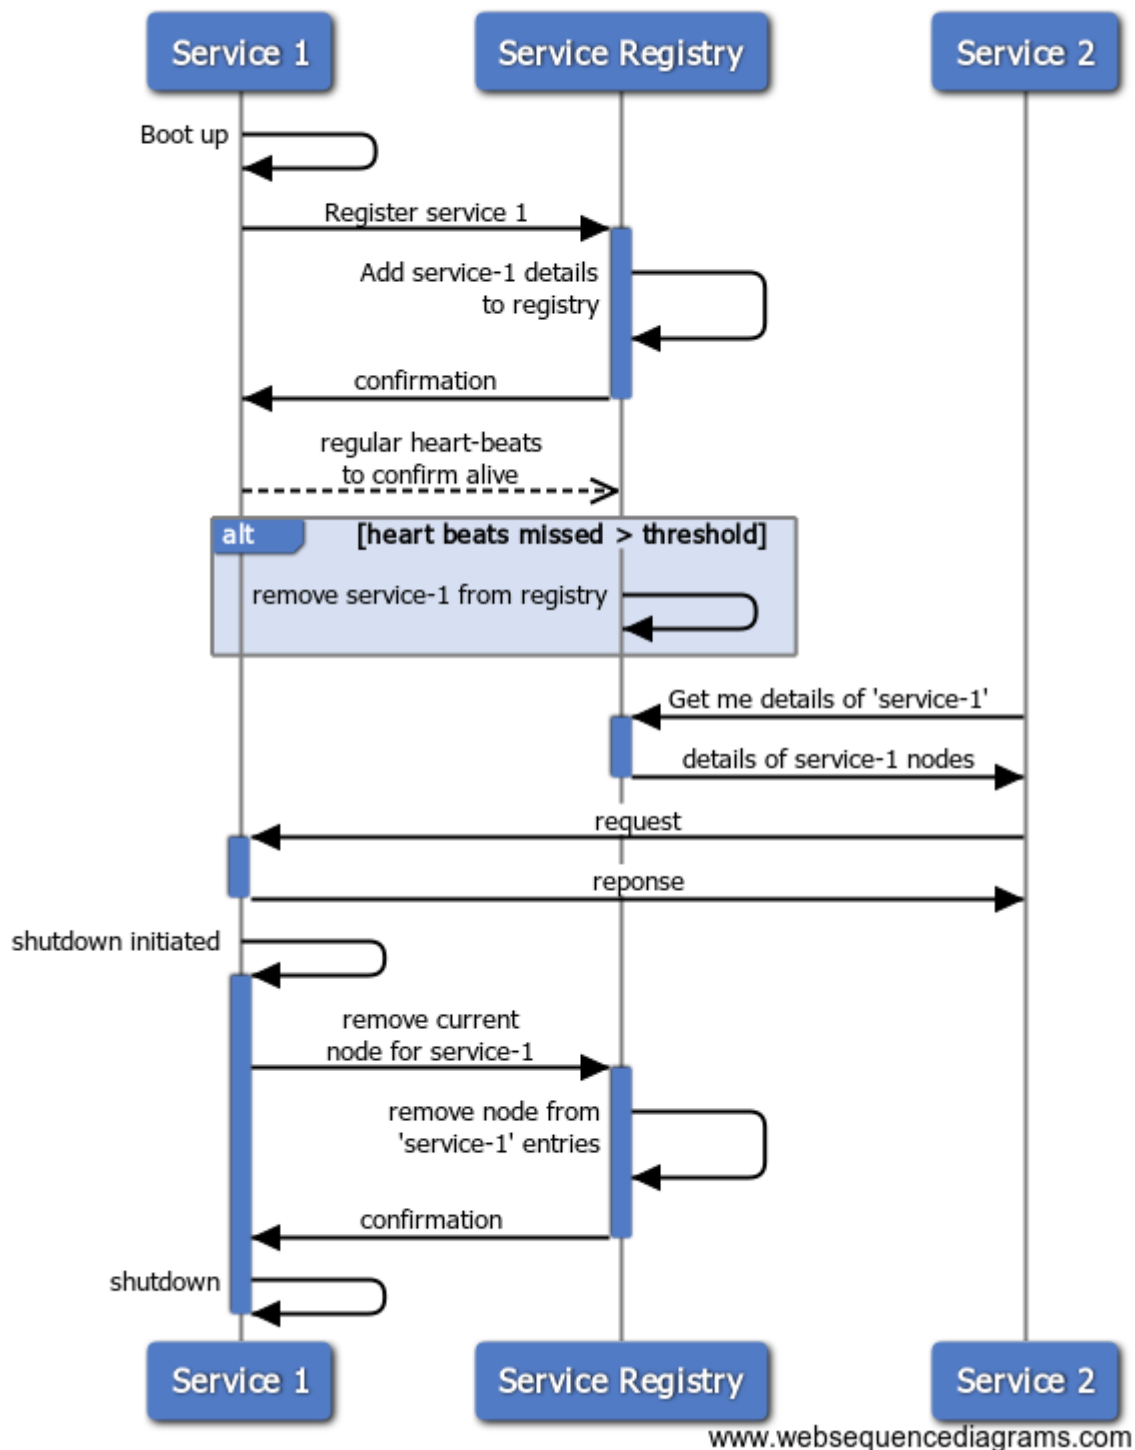 Service 1
Service Registry
Service 2
Boot up
Register service 1
Add service-1 details
to registry
confirmation
regular heart-beats
to confirm alive
alt
[heart beats missed > threshold]
remove service-1 from registry
Get me details of 'service-1'
details of service-1 nodes
request
reponse
shutdown initiated
remove current
node for service-1
remove node from
'service-1' entries
confirmation
shutdown
Service 1
Service Registry
Service 2
www.websequencediagrams.com